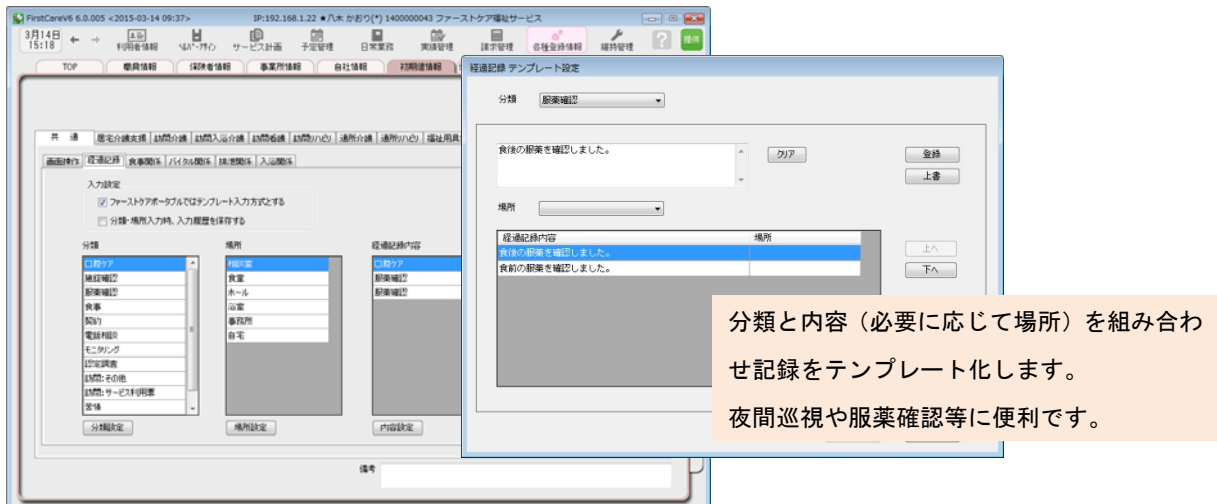 FirstCareV6 6.0.005 <2015-03-14 09:37> IP:192.168.1.22 ★八木 かおり(*) 1400000043 ファーストケア福祉サービス
3月14日
15:18
← → 利用者情報 ﾍﾙﾊﾟｰｱｻｲﾝ サービス計画 予定管理 日常業務 実績管理 請求管理 各種登録情報 維持管理 ? 提供
TOP 職員情報 保険者情報 事業所情報 自社情報 初期値情報
共 通 居宅介護支援 訪問介護 訪問入浴介護 訪問看護 訪問ﾘﾊﾋﾞﾘ 通所介護 通所ﾘﾊﾋﾞﾘ 福祉用具
画面操作 経過記録 食事関係 バイタル関係 排泄関係 入浴関係
入力設定
ファーストケアポータブルではテンプレート入力方式とする
分類・場所入力時、入力履歴を保存する
分類 場所 経過記録内容
口腔ケア 相談室 口腔ケア
施錠確認 食堂 服薬確認
服薬確認 ホール 服薬確認
食事 浴室
契約 事務所
電話相談 自宅
モニタリング
認定調査
訪問:その他
訪問:サービス利用票
苦情
分類設定 場所設定 内容設定
備考
経過記録 テンプレート設定
分類 服薬確認
食後の服薬を確認しました。 クリア 登録
上書
場所
経過記録内容 場所
食後の服薬を確認しました。 上へ
食前の服薬を確認しました。 下へ
分類と内容（必要に応じて場所）を組み合わ
せ記録をテンプレート化します。
夜間巡視や服薬確認等に便利です。